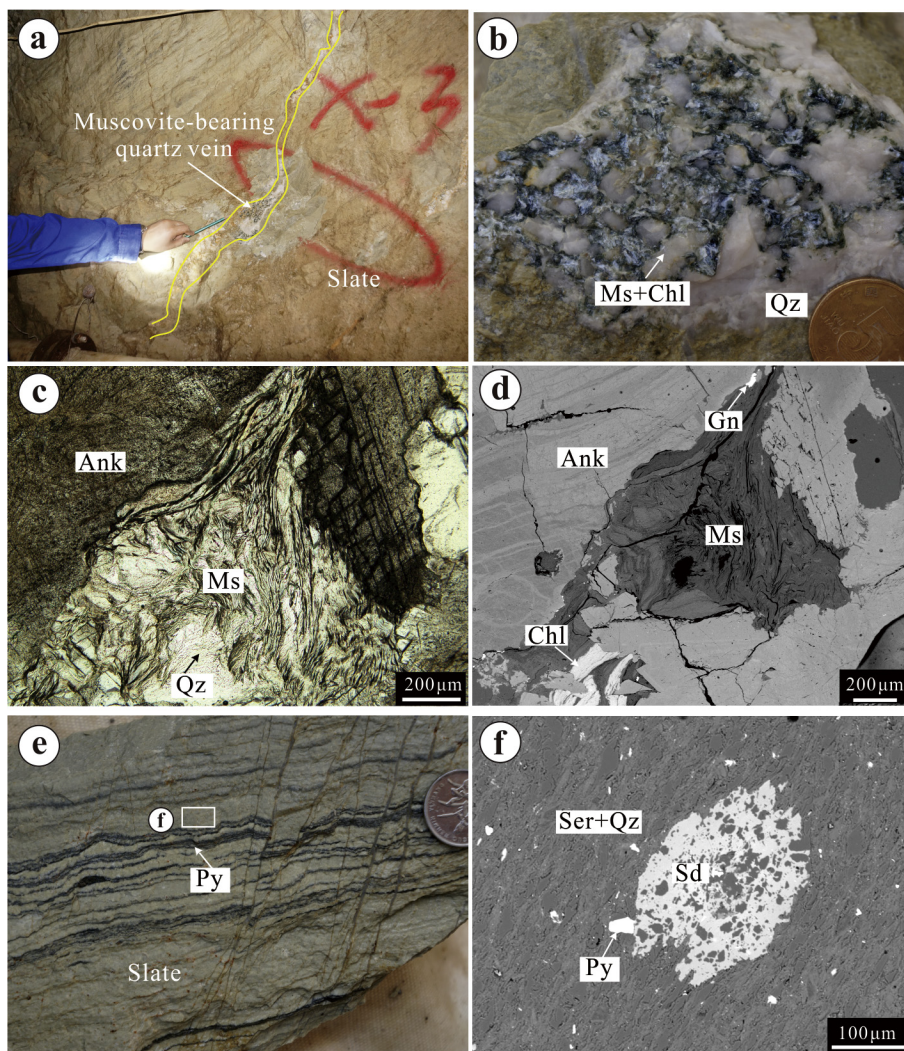 a
X-3
Muscovite-bearing
quartz vein
Slate
b
Ms+Chl
Qz
c
Ank
Ms
Qz
200μm
d
Gn
Ank
Ms
Chl
200μm
e
f
Py
Slate
f
Ser+Qz
Sd
Py
100μm